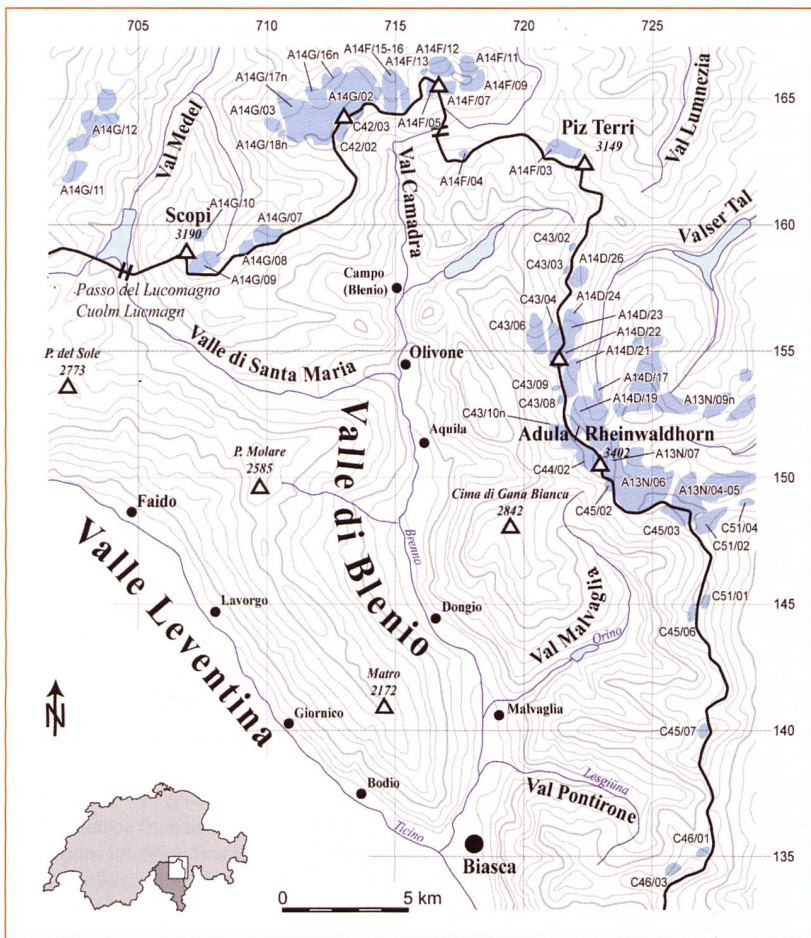 705
710
715
720
725
A14G/16n
A14F/15-16
A14F/12
A14F/13
A14F/11
A14G/17n
A14G/02
A14F/09
A14F/07
165
A14G/03
A14F/05
A14G/12
C42/03
A14G/18n
C42/02
Piz Terri
3149
Val Lumnezia
Val Medel
A14F/04
A14F/03
A14G/11
Val Camadra
160
A14G/10
Scopi
3190
A14G/07
Valser Tal
A14G/08
A14G/09
C43/02
C43/03
A14D/26
Campo
(Blenio)
Passo del Lucomagno
Cuolm Lucmagn
C43/04
A14D/24
A14D/23
C43/06
A14D/22
155
P. del Sole
2773
Valle di Santa Maria
Olivone
A14D/21
A14D/17
C43/09
A14D/19
A13N/09n
C43/08
C43/10n
Valle di Blenio
Aquila
Adula / Rheinwaldhorn
3402
A13N/07
P. Molare
2585
C44/02
150
Cima di Gana Bianca
2842
A13N/06
A13N/04-05
Faido
C45/02
C45/03
C51/04
C51/02
Brenno
Valle Leventina
Lavorgo
Dongio
Val Malvaglia
C51/01
145
Orino
C45/06
Matro
2172
Giornico
Malvaglia
N
C45/07
140
Bodio
Lesgiüna
Val Pontirone
Ticino
C46/01
Biasca
135
C46/03
0
5 km